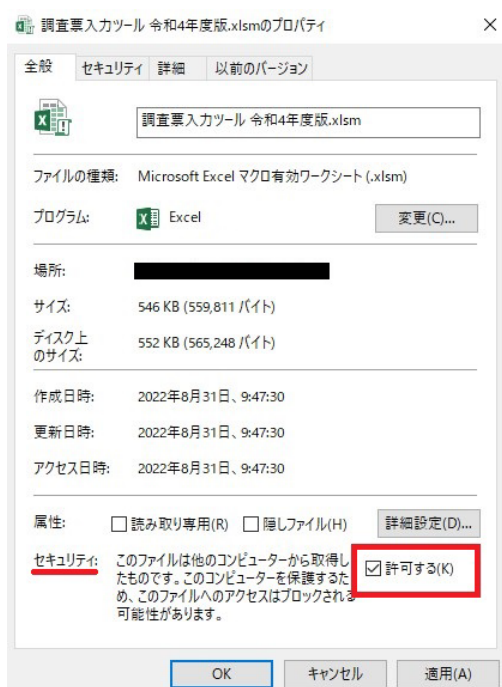 調査票入力ツール 令和4年度版.xlsmのプロパティ
全般 セキュリティ 詳細 以前のバージョン
調査票入力ツール 令和4年度版.xlsm
ファイルの種類: Microsoft Excel マクロ有効ワークシート (.xlsm)
プログラム: Excel 変更(C)...
場所:
サイズ: 546 KB (559,811 バイト)
ディスク上
のサイズ: 552 KB (565,248 バイト)
作成日時: 2022年8月31日、9:47:30
更新日時: 2022年8月31日、9:47:30
アクセス日時: 2022年8月31日、9:47:30
属性: 読み取り専用(R) 隠しファイル(H) 詳細設定(D)...
セキュリティ: このファイルは他のコンピューターから取得し
たものです。このコンピューターを保護するた 許可する(K)
め、このファイルへのアクセスはブロックされる
可能性があります。
OK キャンセル 適用(A)